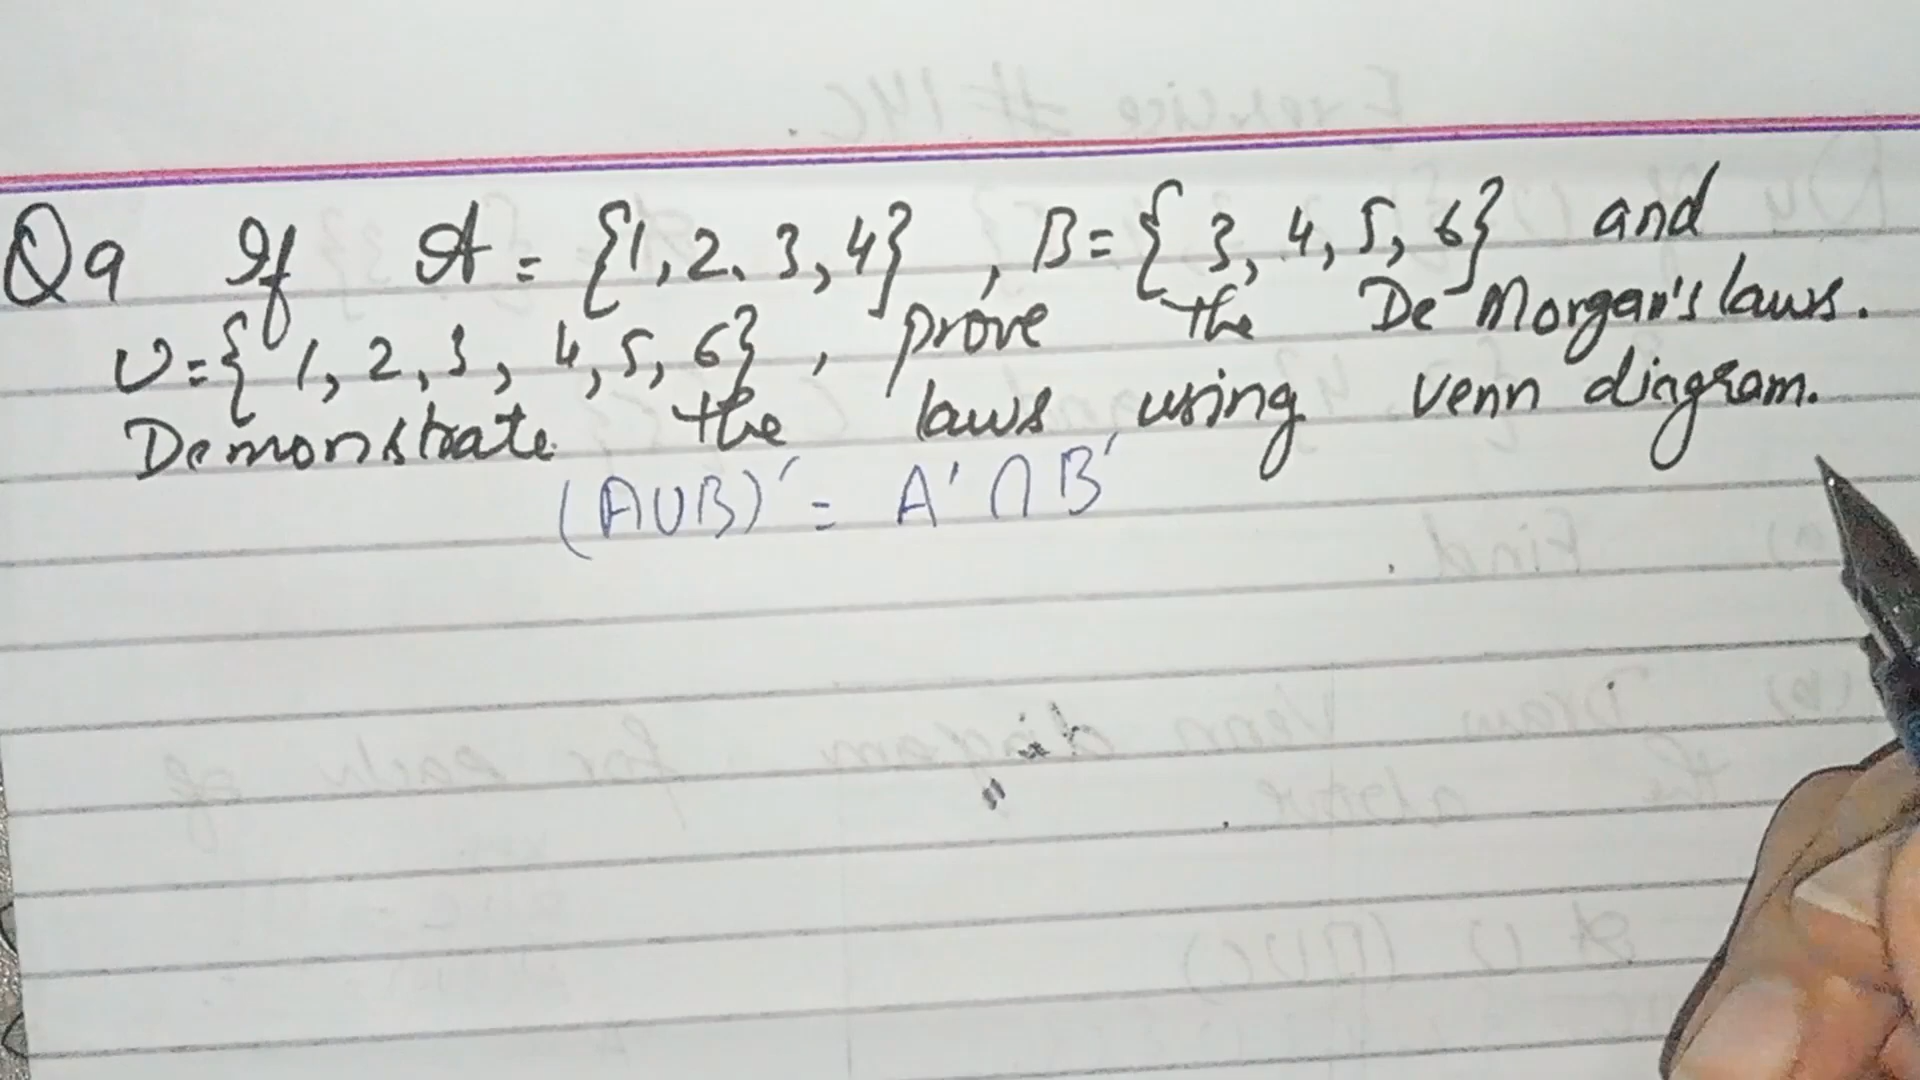 Q9 If A = {1, 2, 3, 4}, B = {3, 4, 5, 6} and
U = {1, 2, 3, 4, 5, 6}, prove the De Morgan's laws.
Demonstrate the laws using venn diagram.
(A∪B)' = A' ∩ B'